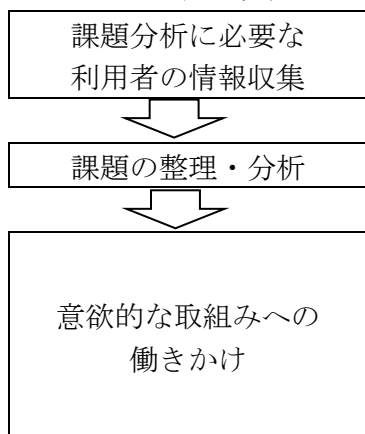 課題分析に必要な
利用者の情報収集
課題の整理・分析
意欲的な取組みへの
働きかけ